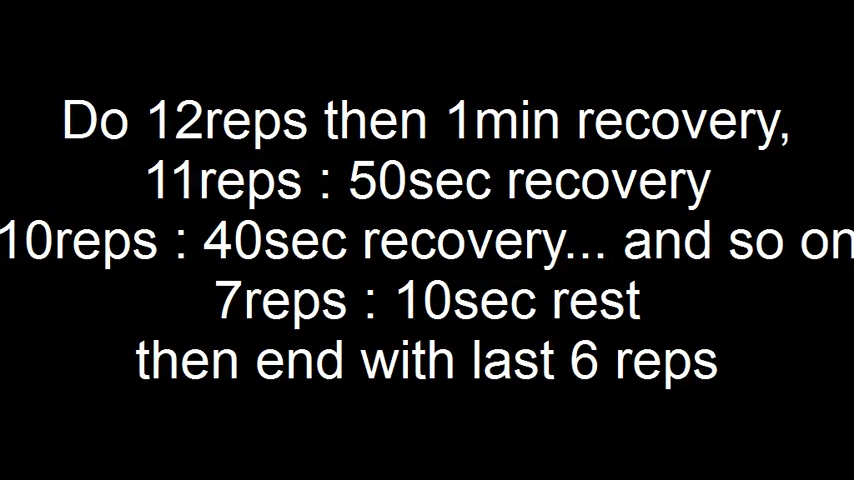 Do 12reps then 1min recovery,
11reps : 50sec recovery
10reps : 40sec recovery... and so on
7reps : 10sec rest
then end with last 6 reps